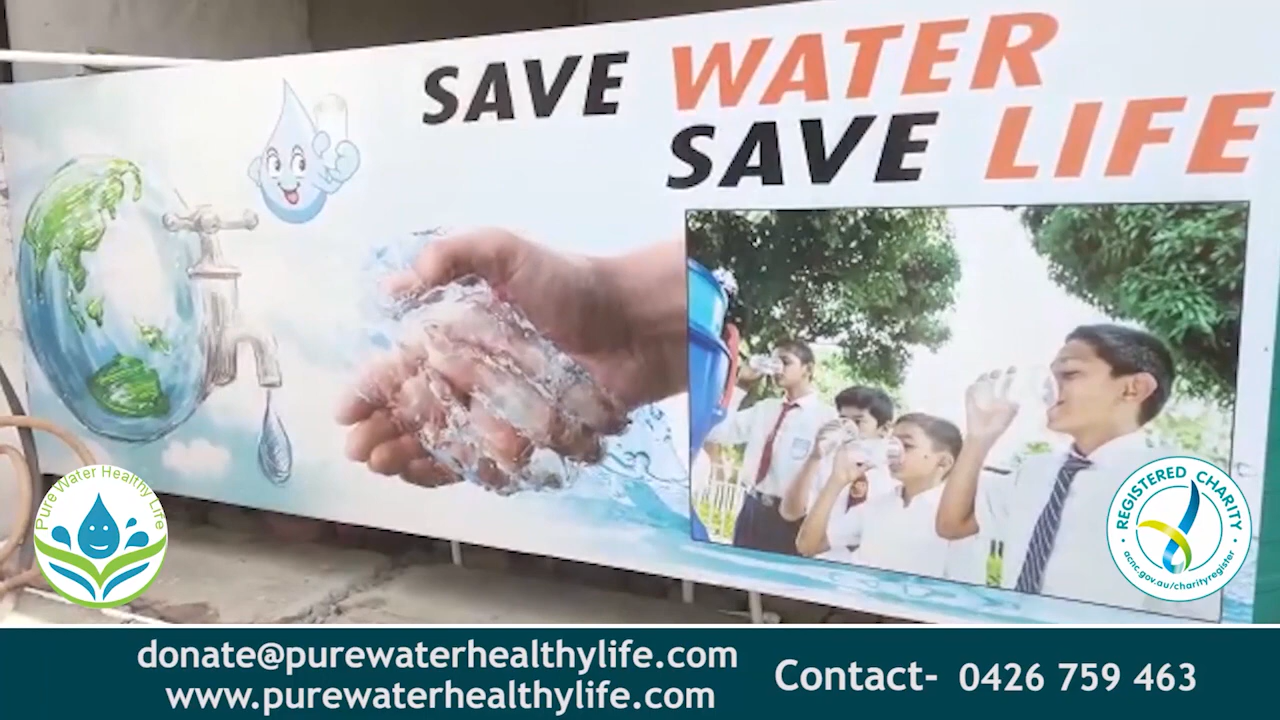 SAVE WATER
SAVE LIFE
Pure Water Healthy Life
REGISTERED CHARITY
acnc.gov.au/charityregister
donate@purewaterhealthylife.com
www.purewaterhealthylife.com
Contact- 0426 759 463